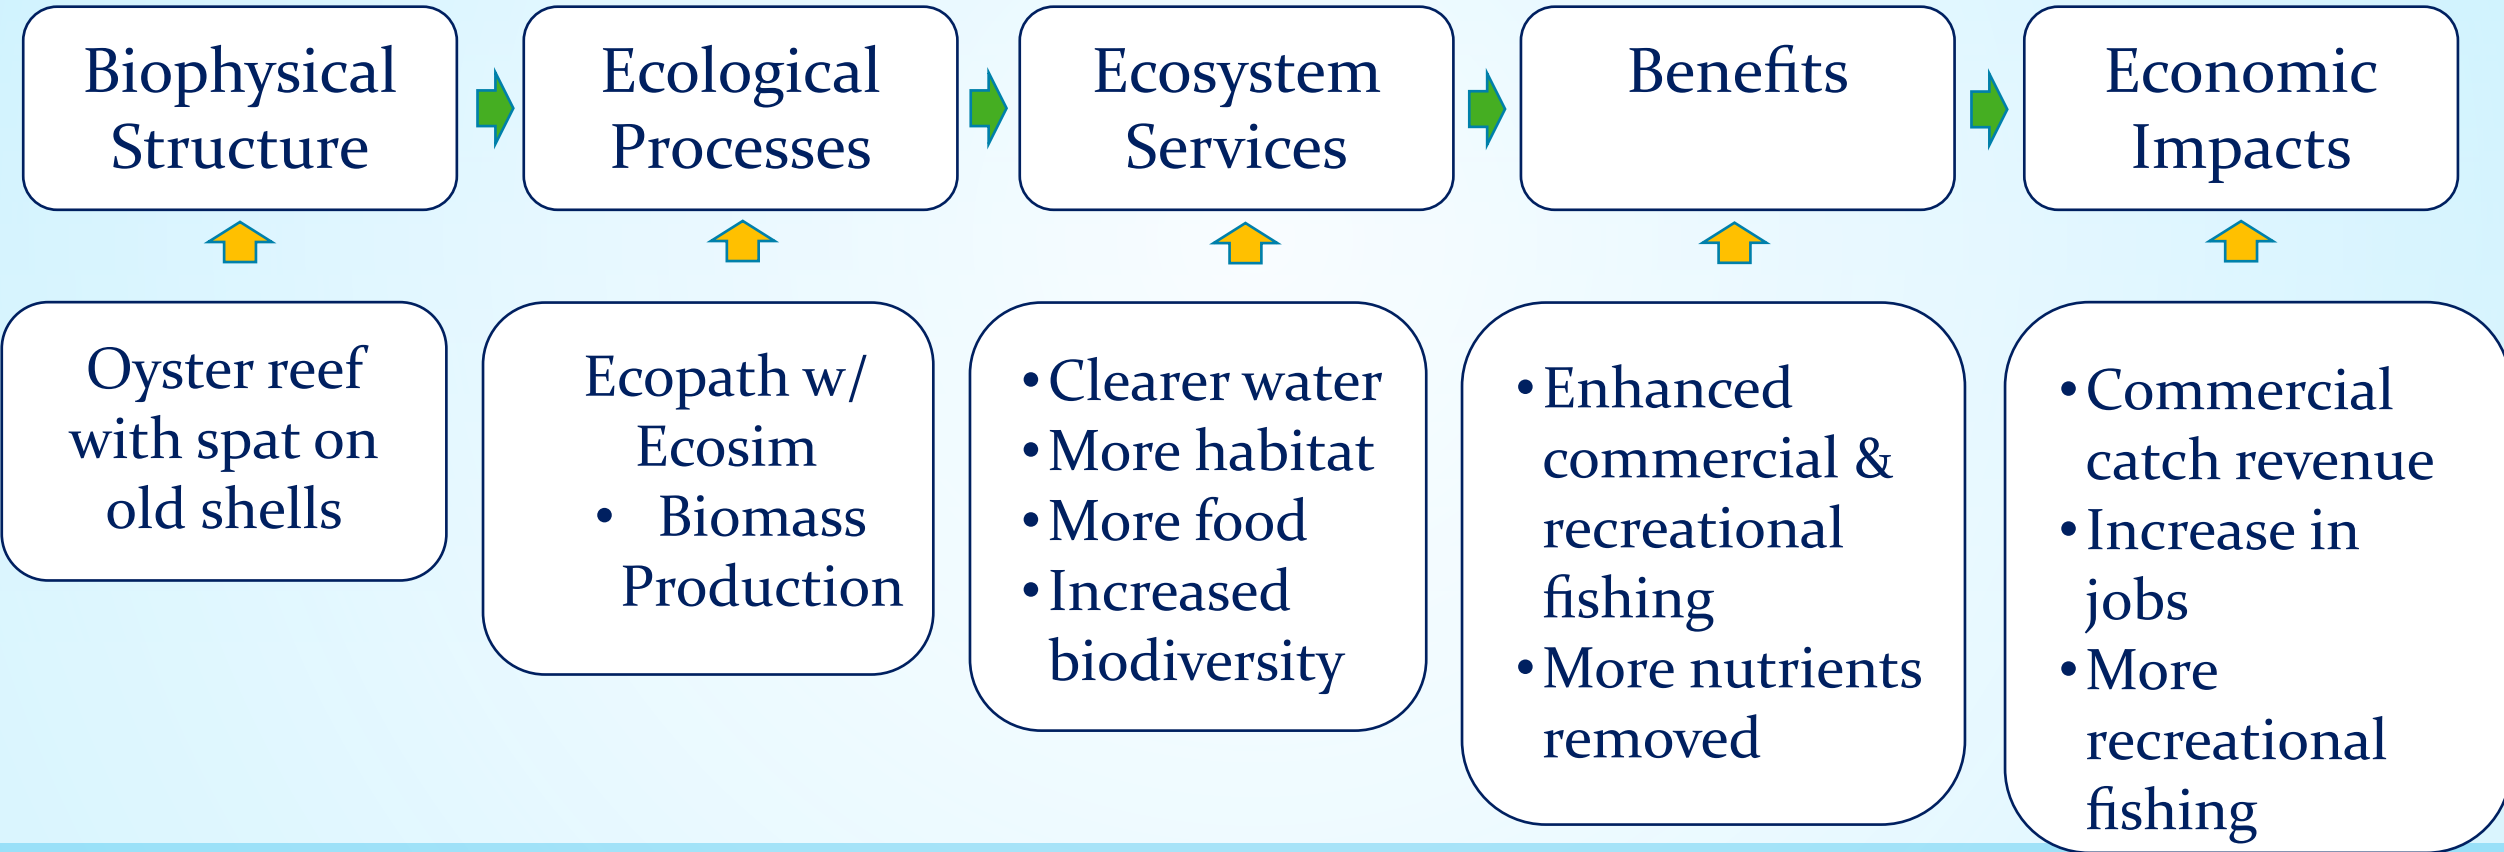 Biophysical
Structure
Ecological
Processes
Ecosystem
Services
Benefits
Economic
Impacts
Oyster reef
with spat on
old shells
Ecopath w/
Ecosim
• Biomass
Production
• Clearer water
• More habitat
• More food
• Increased
biodiversity
• Enhanced
commercial &
recreational
fishing
• More nutrients
removed
• Commercial
catch revenue
• Increase in
jobs
• More
recreational
fishing